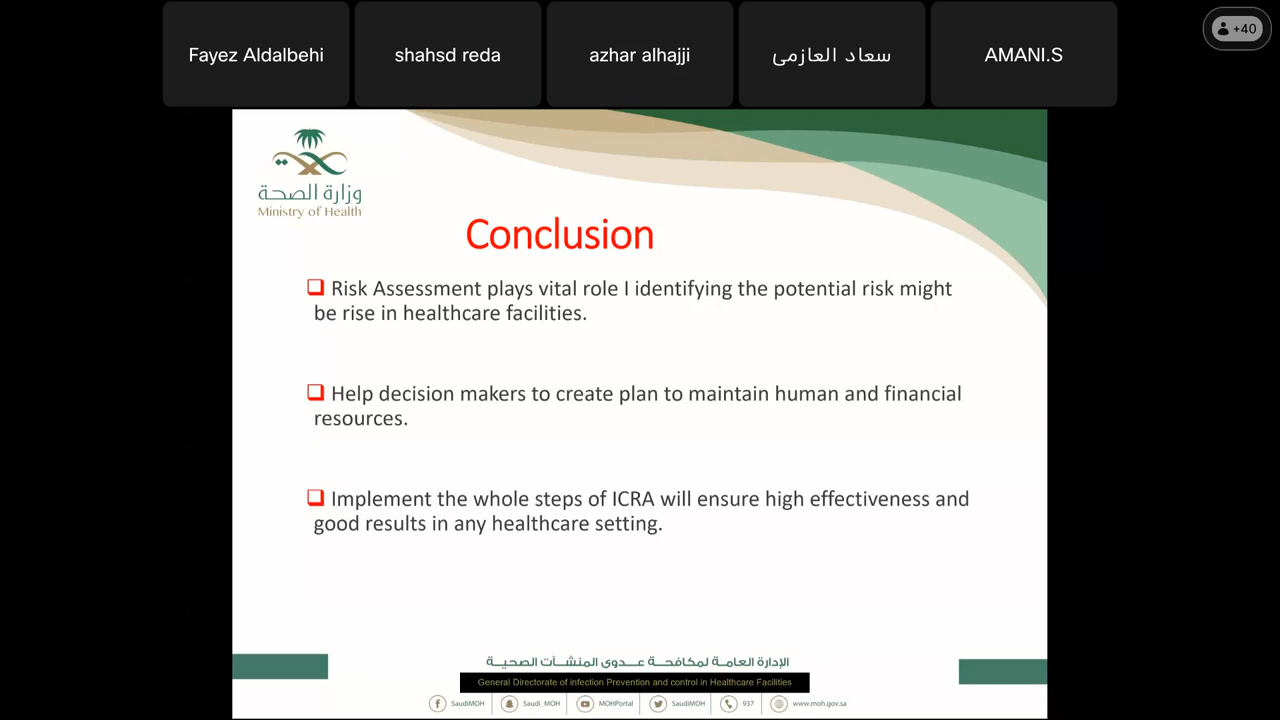 Fayez Aldalbehi
shahsd reda
azhar alhajji
سعاد العازمى
AMANI.S
+40
وزارة الصحة
Ministry of Health
Conclusion
Risk Assessment plays vital role I identifying the potential risk might
be rise in healthcare facilities.
Help decision makers to create plan to maintain human and financial
resources.
Implement the whole steps of ICRA will ensure high effectiveness and
good results in any healthcare setting.
الإدارة العامة لمكافحة عدوى المنشآت الصحية
General Directorate of infection Prevention and control in Healthcare Facilities
SaudiMOH
Saudi_MOH
MOHPortal
SaudiMOH
937
www.moh.gov.sa